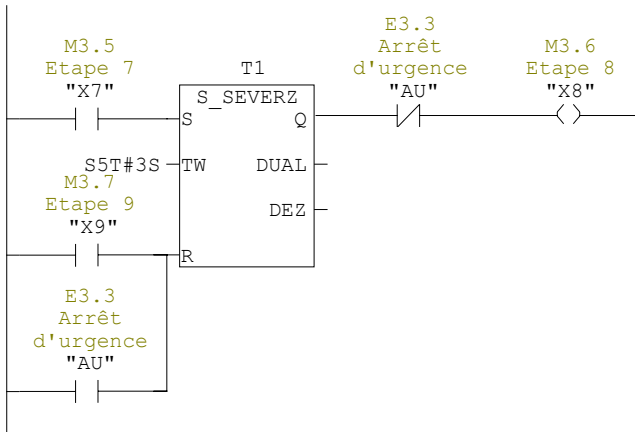 E3.3
M3.5 Arrêt M3.6
Etape 7 T1 d'urgence Etape 8
"X7" "AU" "X8"
S_SEVERZ
S Q
S5T#3S TW DUAL
M3.7
Etape 9 DEZ
"X9"
R
E3.3
Arrêt
d'urgence
"AU"